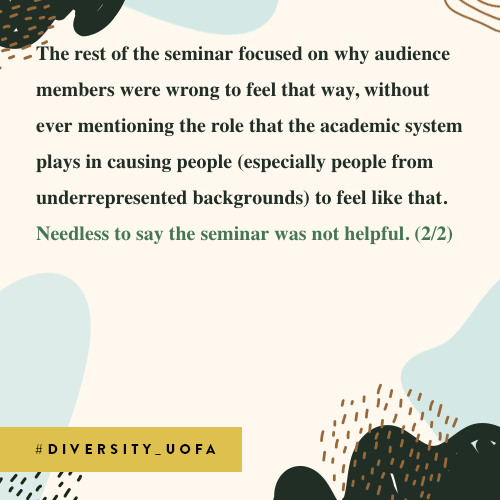 The rest of the seminar focused on why audience
members were wrong to feel that way, without
ever mentioning the role that the academic system
plays in causing people (especially people from
underrepresented backgrounds) to feel like that.
Needless to say the seminar was not helpful. (2/2)
#DIVERSITY_UOFA